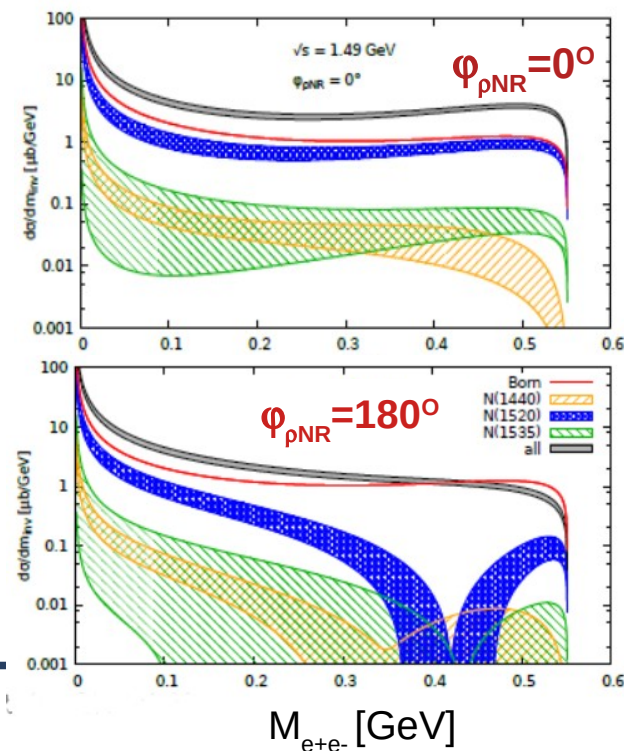 √s = 1.49 GeV
φρNR = 0°
φρNR=0°
100
10
1
0.1
0.01
0.001
dσ/dminv [μb/GeV]
0 0.1 0.2 0.3 0.4 0.5 0.6
φρNR=180°
Born
N(1440)
N(1520)
N(1535)
all
100
10
1
0.1
0.01
0.001
dσ/dminv [μb/GeV]
0 0.1 0.2 0.3 0.4 0.5 0.6
Me+e- [GeV]